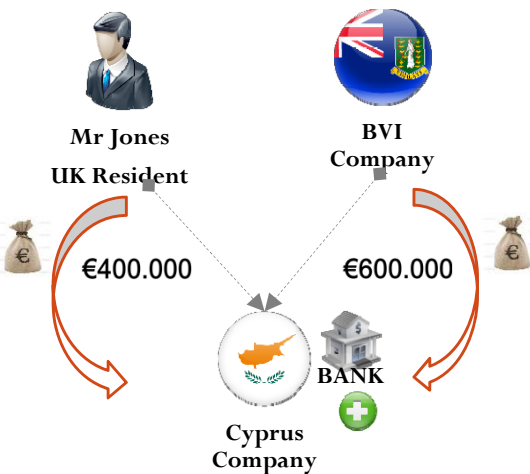 Mr Jones
UK Resident
BVI
Company
€400.000
€600.000
BANK
Cyprus
Company